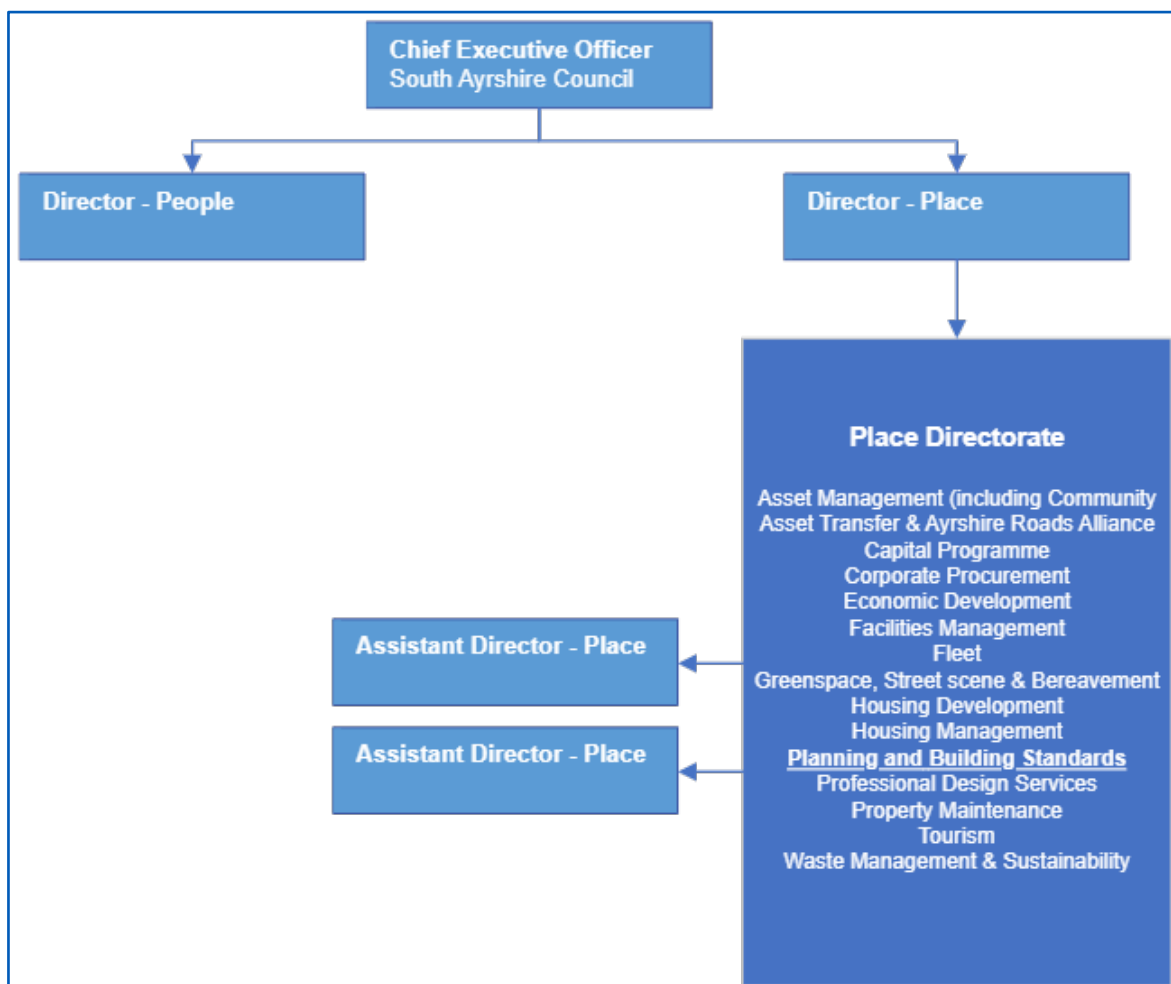 Chief Executive Officer
South Ayrshire Council
Director - People
Director - Place
Place Directorate
Asset Management (including Community
Asset Transfer & Ayrshire Roads Alliance
Capital Programme
Corporate Procurement
Economic Development
Facilities Management
Fleet
Greenspace, Street scene & Bereavement
Housing Development
Housing Management
Planning and Building Standards
Professional Design Services
Property Maintenance
Tourism
Waste Management & Sustainability
Assistant Director - Place
Assistant Director - Place